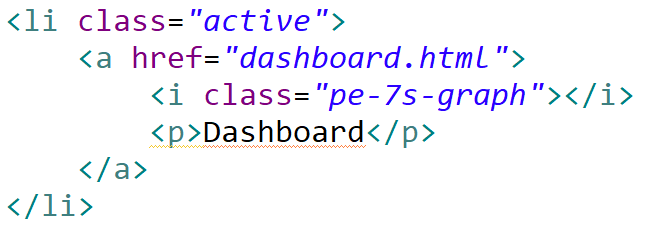 <li class="active">
    <a href="dashboard.html">
        <i class="pe-7s-graph"></i>
        <p>Dashboard</p>
    </a>
</li>